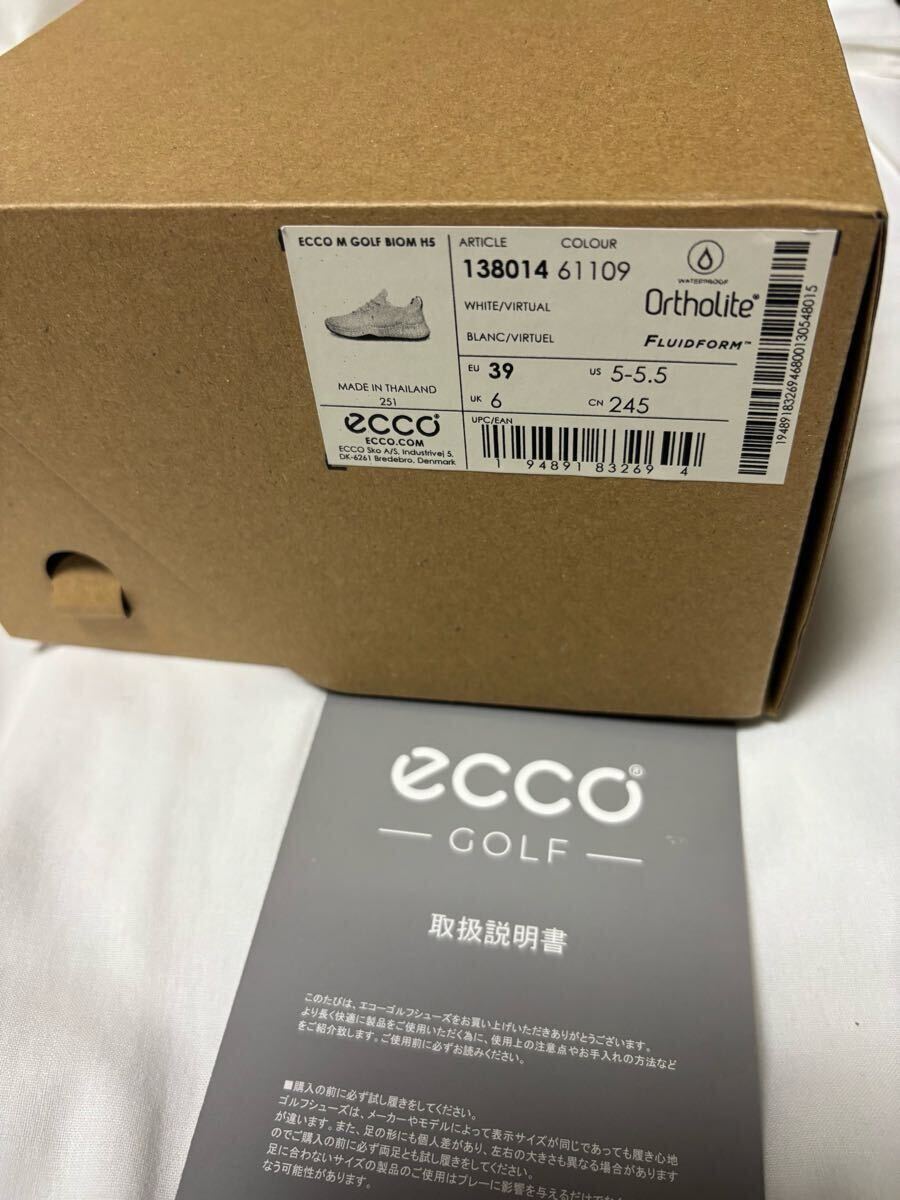 ECCO M GOLF BIOM H5
MADE IN THAILAND
251
ecco
ECCO.COM
ECCO Sko A/S, Industrivej 5,
DK-6261 Bredebro, Denmark
ARTICLE COLOUR
138014 61109
WHITE/VIRTUAL
BLANC/VIRTUEL
EU 39 US 5-5.5
UK 6 CN 245
UPC/EAN
1 94891 83269 4
WATERPROOF
Ortholite®
FLUIDFORM™
19489183269468001305​48015
ecco®
GOLF
取扱説明書
このたびは、エコーゴルフシューズをお買い上げいただきありがとうございます。
より長く快適に製品をご使用いただく為に、使用上の注意点やお手入れの方法など
をご紹介致します。ご使用前に必ずお読みください。
■購入の前に必ず試し履きをしてください。
ゴルフシューズは、メーカーやモデルによって表示サイズが同じであっても履き心地
が違います。また、足の形にも個人差があり、左右の大きさも異なる場合があります
のでご購入の前に必ず両足とも試し履きをしてください。
足に合わないサイズの製品のご使用はプレーに影響を与えるだけでな
なう可能性があります。